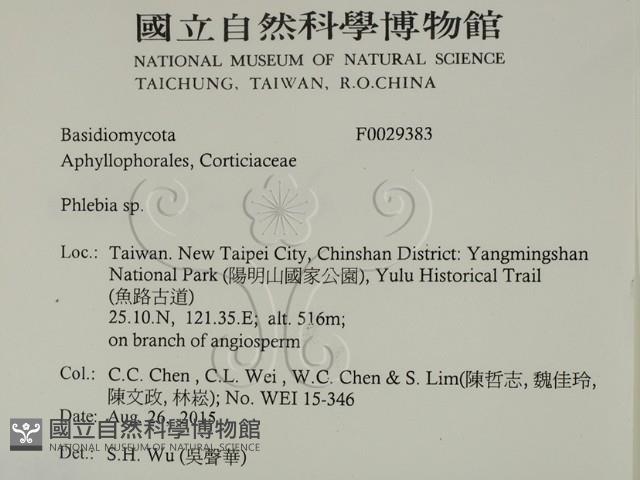 國立自然科學博物館
NATIONAL MUSEUM OF NATURAL SCIENCE
TAICHUNG, TAIWAN, R.O.CHINA
Basidiomycota F0029383
Aphyllophorales, Corticiaceae
Phlebia sp.
Loc.: Taiwan. New Taipei City, Chinshan District: Yangmingshan
National Park (陽明山國家公園), Yulu Historical Trail
(魚路古道)
25.10.N, 121.35.E; alt. 516m;
on branch of angiosperm
Col.: C.C. Chen , C.L. Wei , W.C. Chen & S. Lim(陳哲志, 魏佳玲,
陳文政, 林崧); No. WEI 15-346
Date: Aug. 26, 2015
國立自然科學博物館
NATIONAL MUSEUM OF NATURAL SCIENCE
Det.: S.H. Wu (吳聲華)